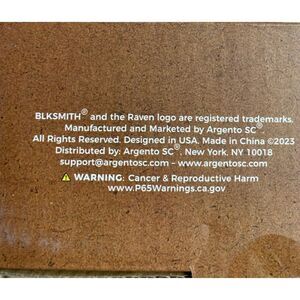 BLKSMITH® and the Raven logo are registered trademarks.
Manufactured and Marketed by Argento SC®.
All Rights Reserved. Designed in USA. Made in China ©2023
Distributed by: Argento SC®. New York, NY 10018
support@argentosc.com – www.argentosc.com
⚠ WARNING: Cancer & Reproductive Harm
www.P65Warnings.ca.gov